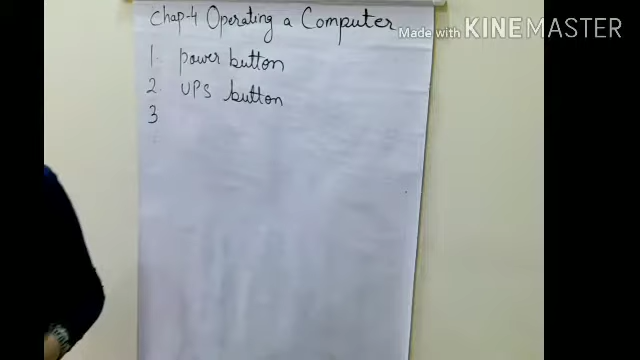 Chap-4 Operating a Computer
1. power button
2. UPS button
3
Made with KINEMASTER